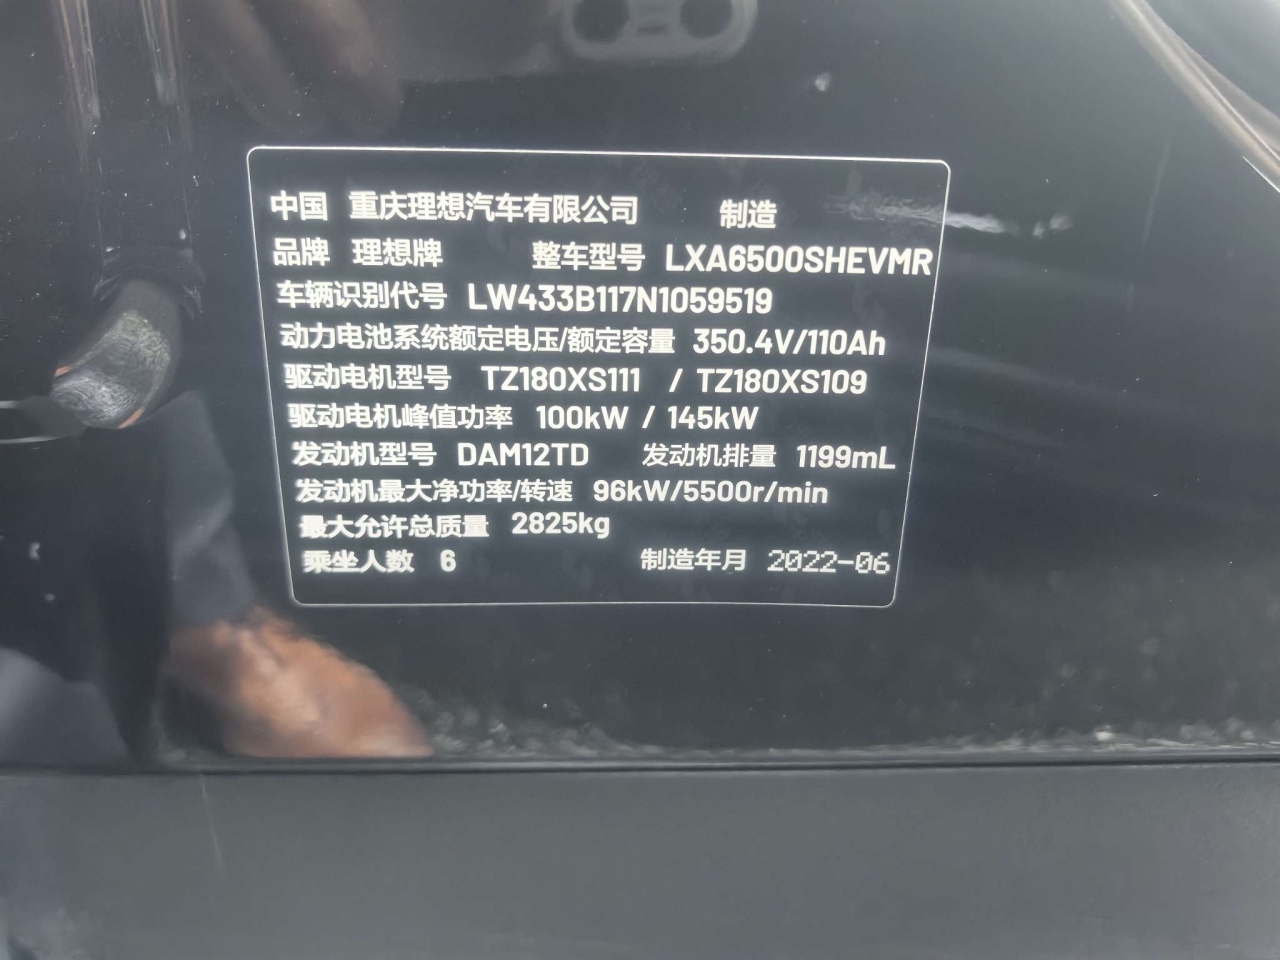 中国 重庆理想汽车有限公司 制造
品牌 理想牌 整车型号 LXA6500SHEVMR
车辆识别代号 LW433B117N1059519
动力电池系统额定电压/额定容量 350.4V/110Ah
驱动电机型号 TZ180XS111 / TZ180XS109
驱动电机峰值功率 100kW / 145kW
发动机型号 DAM12TD 发动机排量 1199mL
发动机最大净功率/转速 96kW/5500r/min
最大允许总质量 2825kg
乘坐人数 6 制造年月 2022-06